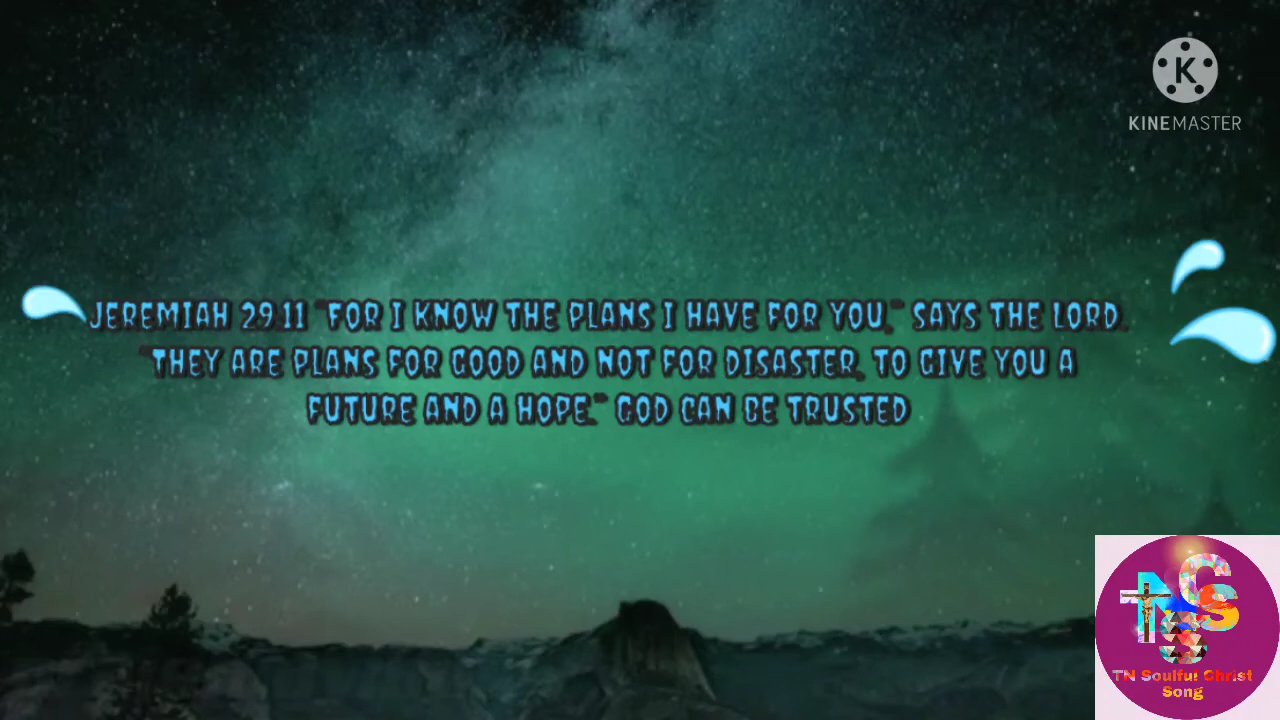 K
KINEMASTER
JEREMIAH 29:11 "FOR I KNOW THE PLANS I HAVE FOR YOU," SAYS THE LORD.
"THEY ARE PLANS FOR GOOD AND NOT FOR DISASTER, TO GIVE YOU A
FUTURE AND A HOPE." GOD CAN BE TRUSTED
TN Soulful Christ
Song